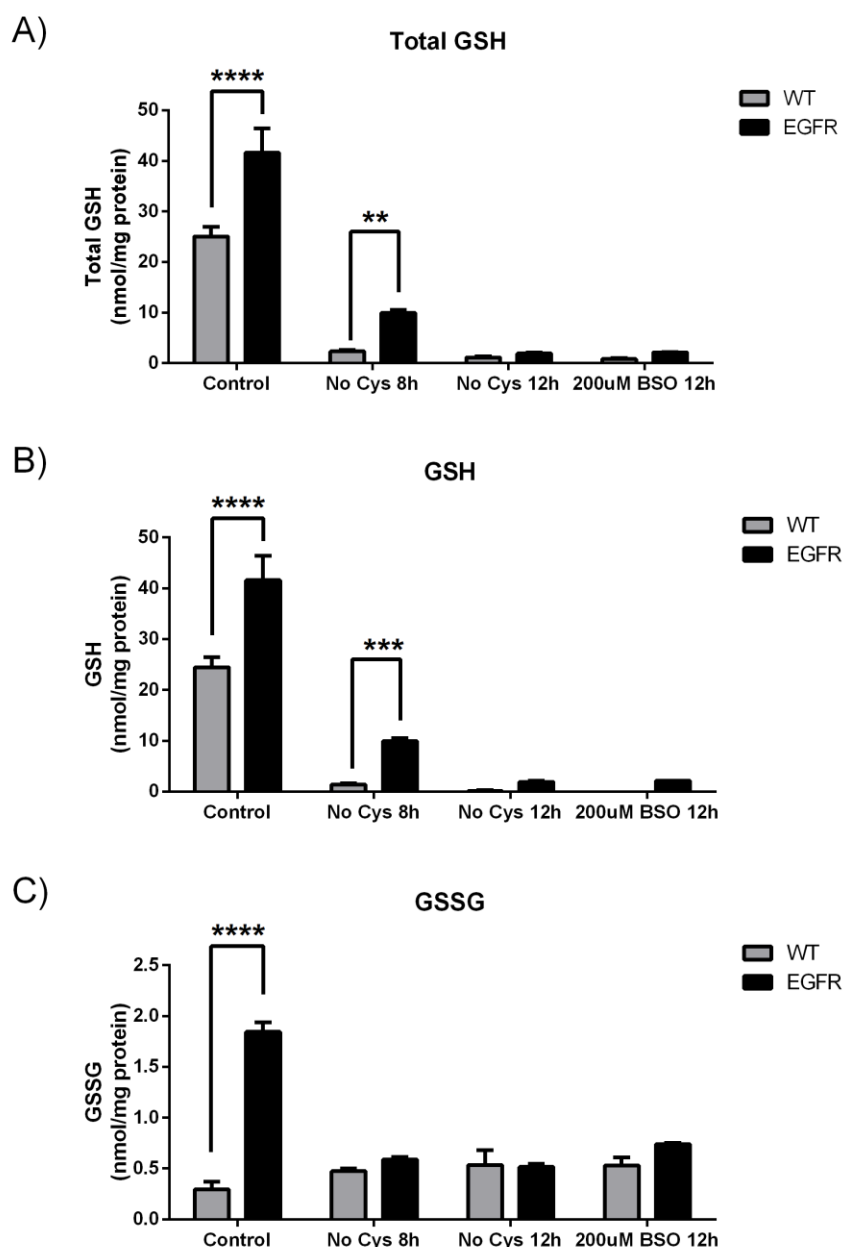 A)
Total GSH
****
**
WT
EGFR
50
40
30
20
10
0
Total GSH
(nmol/mg protein)
Control
No Cys 8h
No Cys 12h
200uM BSO 12h
B)
GSH
****
***
WT
EGFR
50
40
30
20
10
0
GSH
(nmol/mg protein)
Control
No Cys 8h
No Cys 12h
200uM BSO 12h
C)
GSSG
****
WT
EGFR
2.5
2.0
1.5
1.0
0.5
0.0
GSSG
(nmol/mg protein)
Control
No Cys 8h
No Cys 12h
200uM BSO 12h